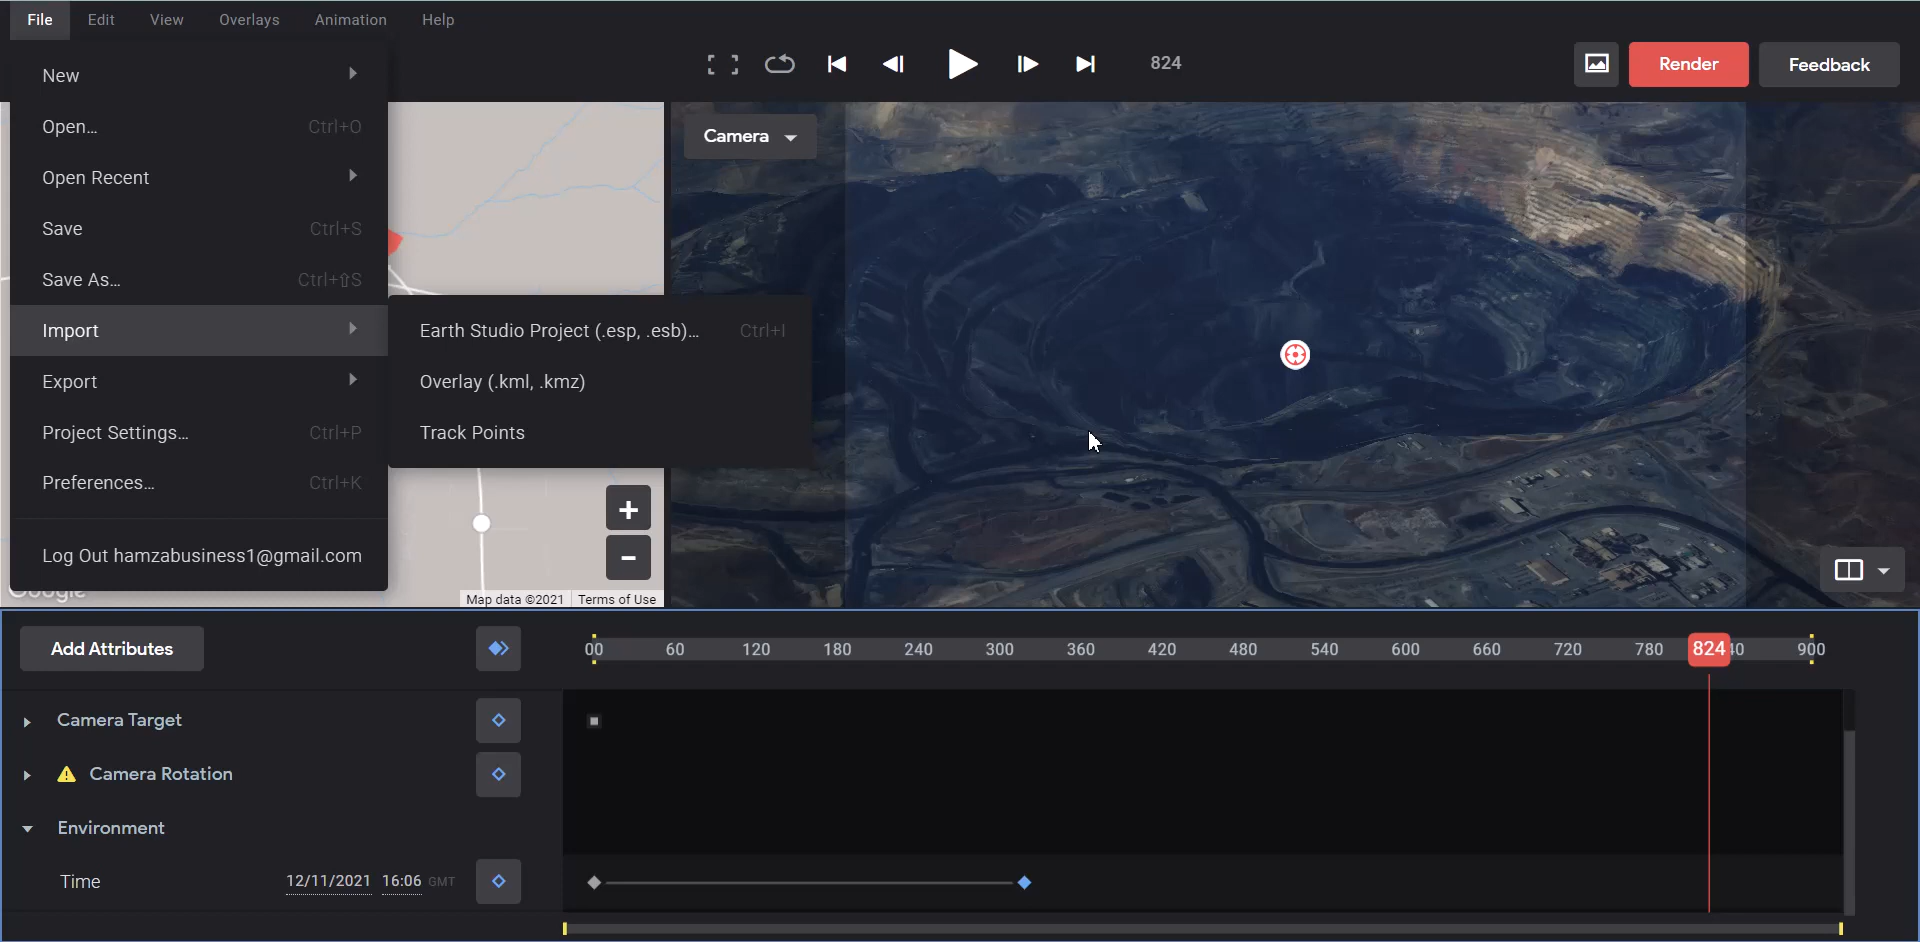 File Edit View Overlays Animation Help
824
Render
Feedback
New
Open...
Ctrl+O
Open Recent
Save
Ctrl+S
Save As...
Ctrl+⇧S
Import
Export
Project Settings...
Ctrl+P
Preferences...
Ctrl+K
Log Out hamzabusiness1@gmail.com
Earth Studio Project (.esp, .esb)...
Ctrl+I
Overlay (.kml, .kmz)
Track Points
Camera
Google
Map data ©2021
Terms of Use
Add Attributes
00 60 120 180 240 300 360 420 480 540 600 660 720 780 824 40 900
Camera Target
Camera Rotation
Environment
Time 12/11/2021 16:06 GMT